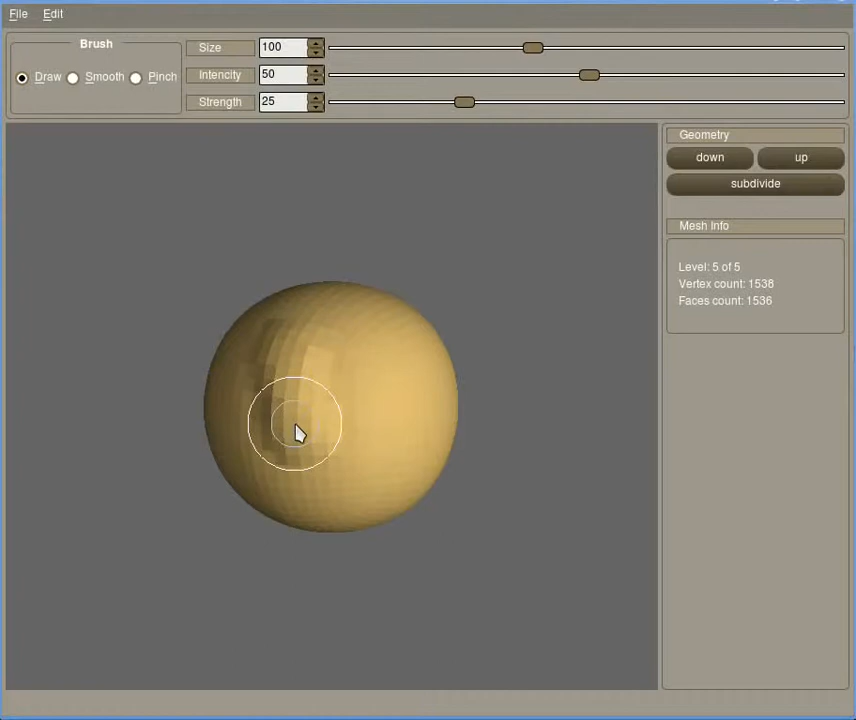 File Edit
Brush
Draw Smooth Pinch
Size 100
Intencity 50
Strength 25
Geometry
down up
subdivide
Mesh Info
Level: 5 of 5
Vertex count: 1538
Faces count: 1536